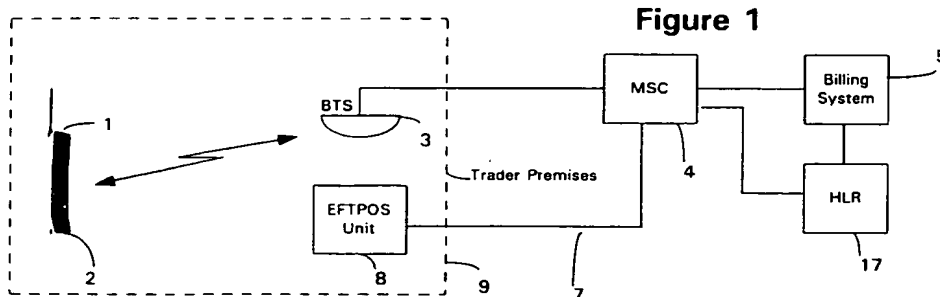 Figure 1
5
MSC
Billing
System
BTS
1
3
Trader Premises
4
HLR
EFTPOS
Unit
2
8
9
7
17